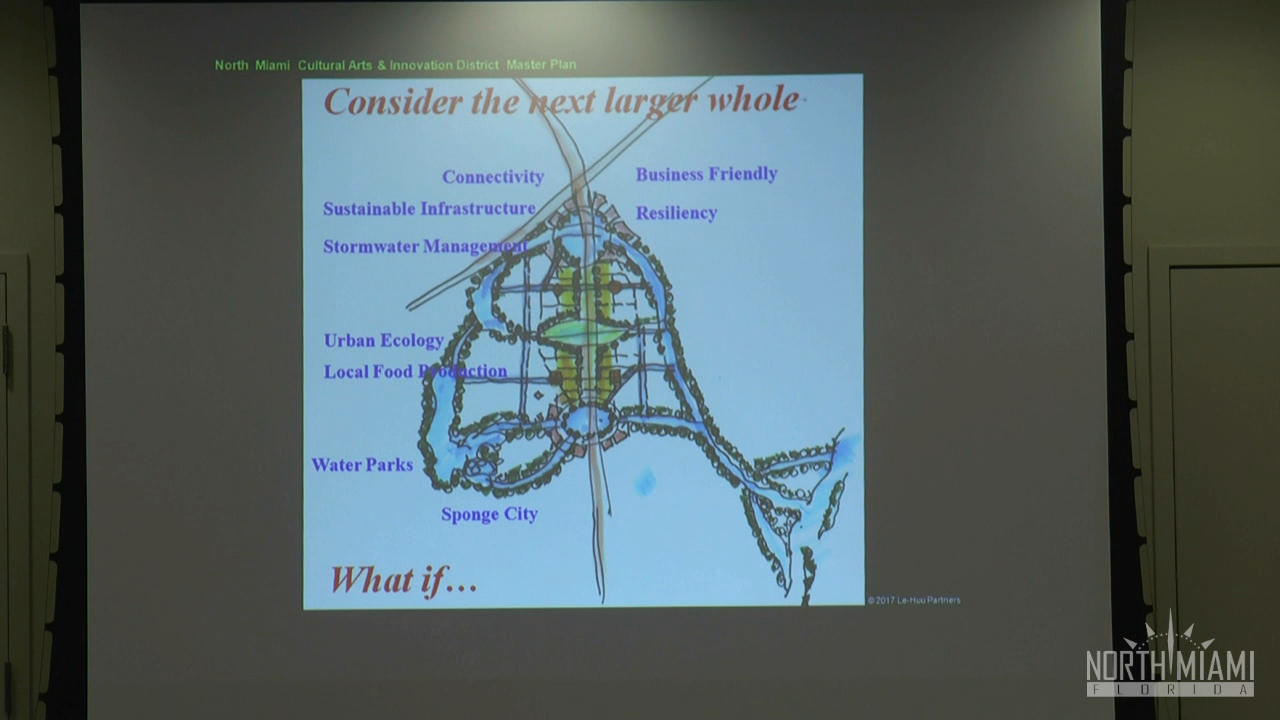 North Miami Cultural Arts & Innovation District Master Plan
Consider the next larger whole
Connectivity
Business Friendly
Sustainable Infrastructure
Resiliency
Stormwater Management
Urban Ecology
Local Food Production
Water Parks
Sponge City
What if...
© 2017 Le-Huu Partners
NORTH MIAMI
FLORIDA